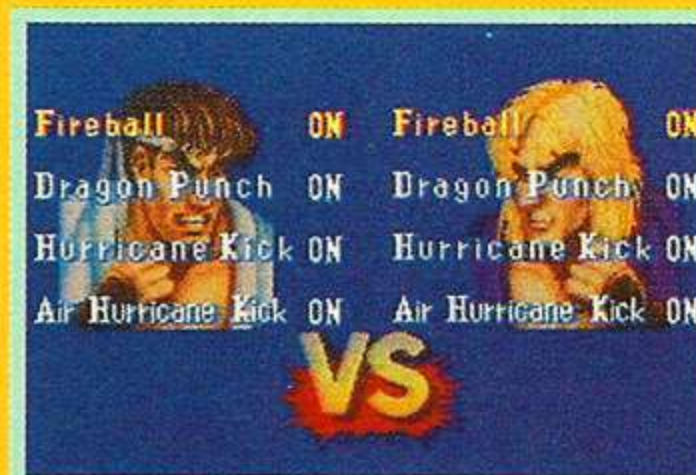 Fireball ON Fireball ON
Dragon Punch ON Dragon Punch ON
Hurricane Kick ON Hurricane Kick ON
Air Hurricane Kick ON Air Hurricane Kick ON
VS